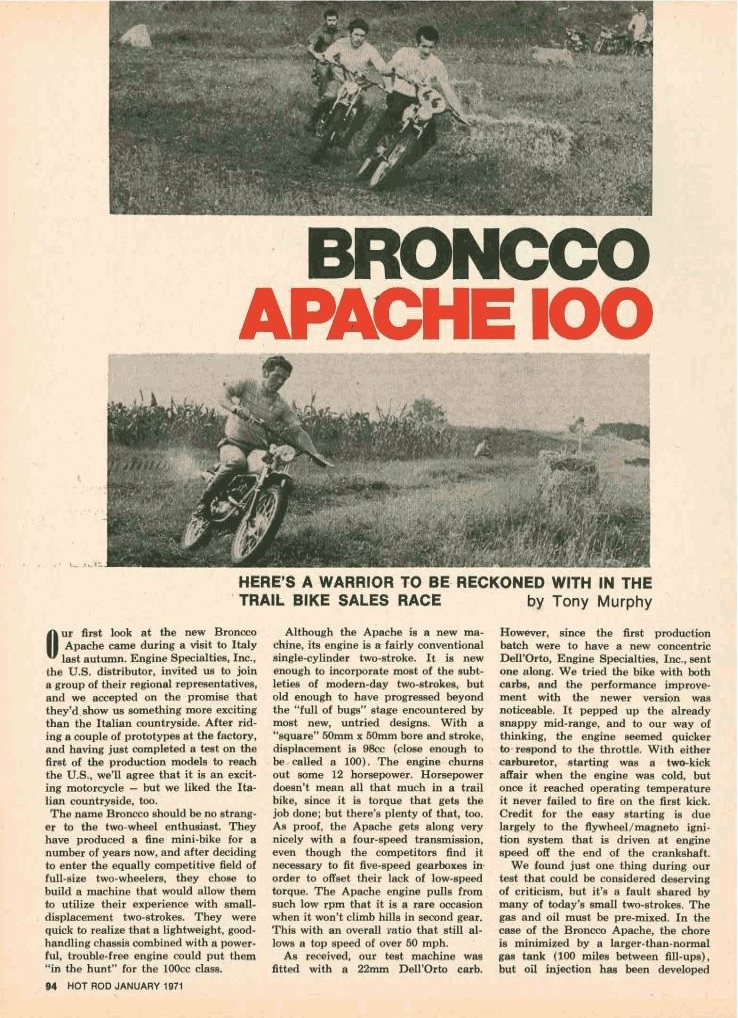 BRONCCO
APACHE 100
HERE'S A WARRIOR TO BE RECKONED WITH IN THE
TRAIL BIKE SALES RACE by Tony Murphy
Our first look at the new Broncco
Apache came during a visit to Italy
last autumn. Engine Specialties, Inc.,
the U.S. distributor, invited us to join
a group of their regional representatives,
and we accepted on the promise that
they'd show us something more exciting
than the Italian countryside. After rid-
ing a couple of prototypes at the factory,
and having just completed a test on the
first of the production models to reach
the U.S., we'll agree that it is an excit-
ing motorcycle – but we liked the Ita-
lian countryside, too.
The name Broncco should be no strang-
er to the two-wheel enthusiast. They
have produced a fine mini-bike for a
number of years now, and after deciding
to enter the equally competitive field of
full-size two-wheelers, they chose to
build a machine that would allow them
to utilize their experience with small-
displacement two-strokes. They were
quick to realize that a lightweight, good-
handling chassis combined with a power-
ful, trouble-free engine could put them
"in the hunt" for the 100cc class.
Although the Apache is a new ma-
chine, its engine is a fairly conventional
single-cylinder two-stroke. It is new
enough to incorporate most of the subt-
leties of modern-day two-strokes, but
old enough to have progressed beyond
the "full of bugs" stage encountered by
most new, untried designs. With a
"square" 50mm x 50mm bore and stroke,
displacement is 98cc (close enough to
be called a 100). The engine churns
out some 12 horsepower. Horsepower
doesn't mean all that much in a trail
bike, since it is torque that gets the
job done; but there's plenty of that, too.
As proof, the Apache gets along very
nicely with a four-speed transmission,
even though the competitors find it
necessary to fit five-speed gearboxes in
order to offset their lack of low-speed
torque. The Apache engine pulls from
such low rpm that it is a rare occasion
when it won't climb hills in second gear.
This with an overall ratio that still al-
lows a top speed of over 50 mph.
As received, our test machine was
fitted with a 22mm Dell'Orto carb.
However, since the first production
batch were to have a new concentric
Dell'Orto, Engine Specialties, Inc., sent
one along. We tried the bike with both
carbs, and the performance improve-
ment with the newer version was
noticeable. It pepped up the already
snappy mid-range, and to our way of
thinking, the engine seemed quicker
to respond to the throttle. With either
carburetor, starting was a two-kick
affair when the engine was cold, but
once it reached operating temperature
it never failed to fire on the first kick.
Credit for the easy starting is due
largely to the flywheel/magneto igni-
tion system that is driven at engine
speed off the end of the crankshaft.
We found just one thing during our
test that could be considered deserving
of criticism, but it's a fault shared by
many of today's small two-strokes. The
gas and oil must be pre-mixed. In the
case of the Broncco Apache, the chore
is minimized by a larger-than-normal
gas tank (100 miles between fill-ups),
but oil injection has been developed
94 HOT ROD JANUARY 1971